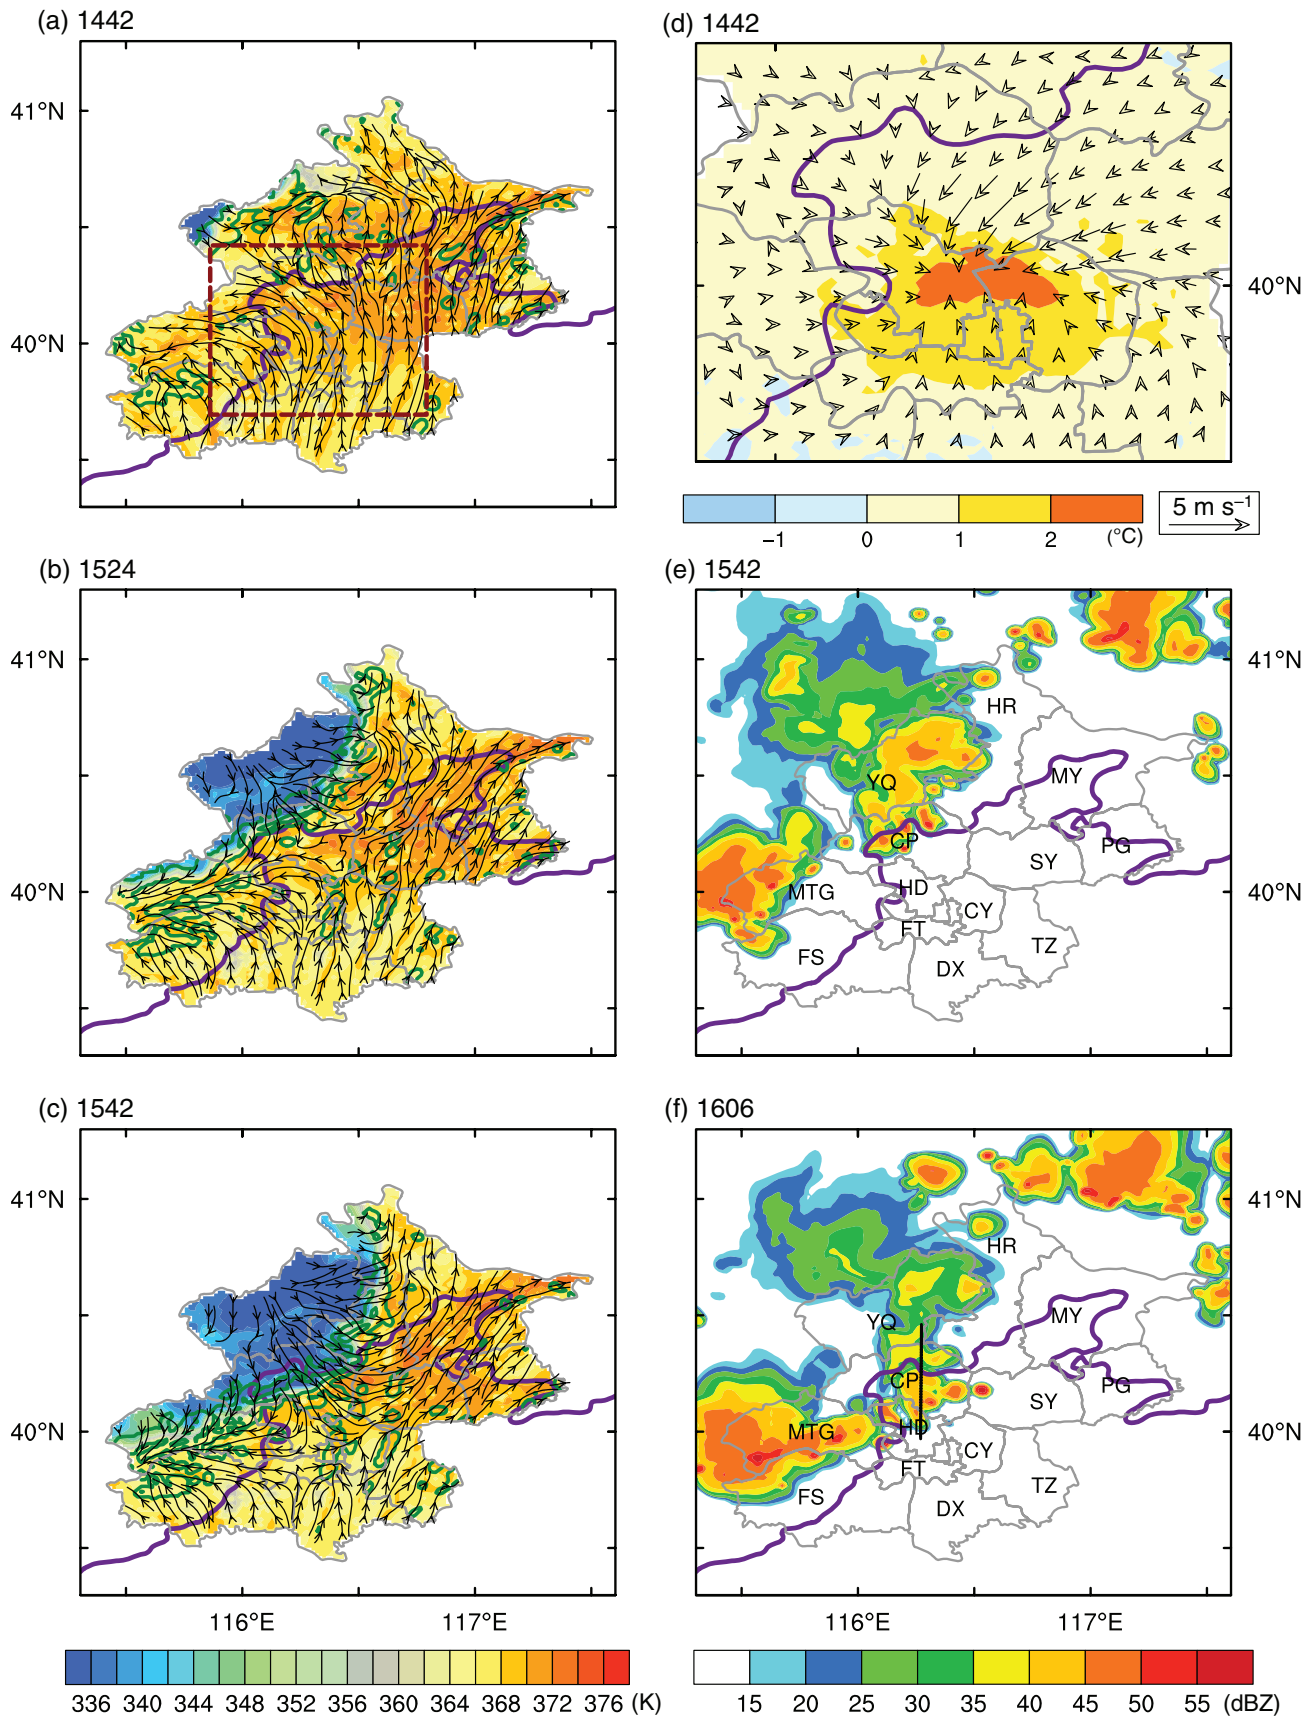 (a) 1442
41°N
40°N
(d) 1442
40°N
−1 0 1 2 (°C)
5 m s⁻¹
(b) 1524
41°N
40°N
(e) 1542
41°N
40°N
HR
MY
YQ
CP
SY
PG
MTG
HD
CY
FT
TZ
FS
DX
(c) 1542
41°N
40°N
116°E 117°E
336 340 344 348 352 356 360 364 368 372 376 (K)
(f) 1606
41°N
40°N
HR
YQ
MY
CP
SY
PG
MTG
HD
CY
FT
TZ
FS
DX
116°E 117°E
15 20 25 30 35 40 45 50 55 (dBZ)